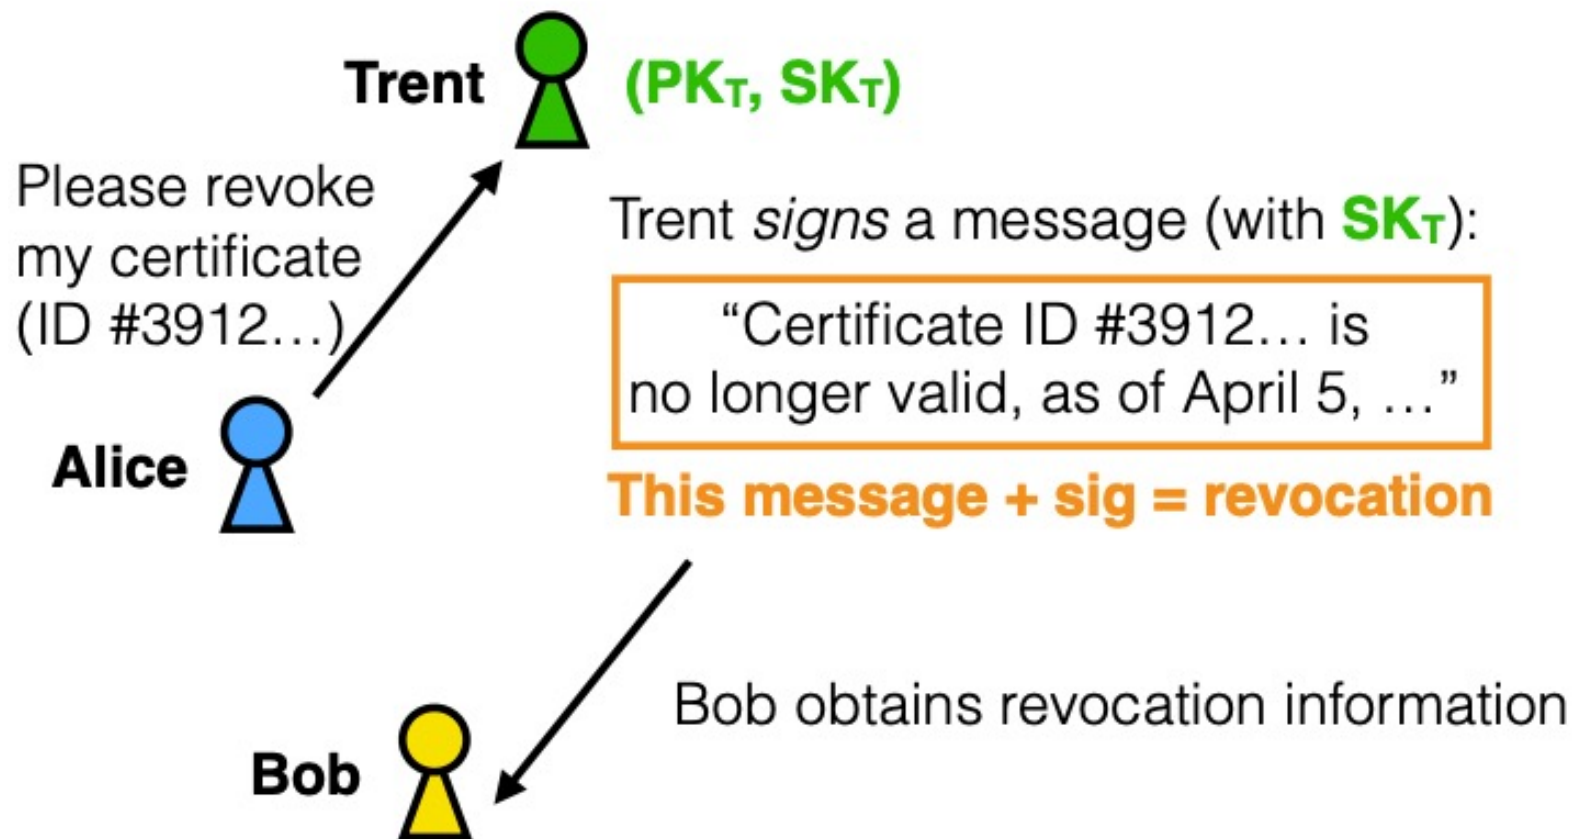 Trent
(PKT, SKT)
Please revoke
my certificate
(ID #3912…)
Alice
Trent signs a message (with SKT):
“Certificate ID #3912… is
no longer valid, as of April 5, …”
This message + sig = revocation
Bob obtains revocation information
Bob